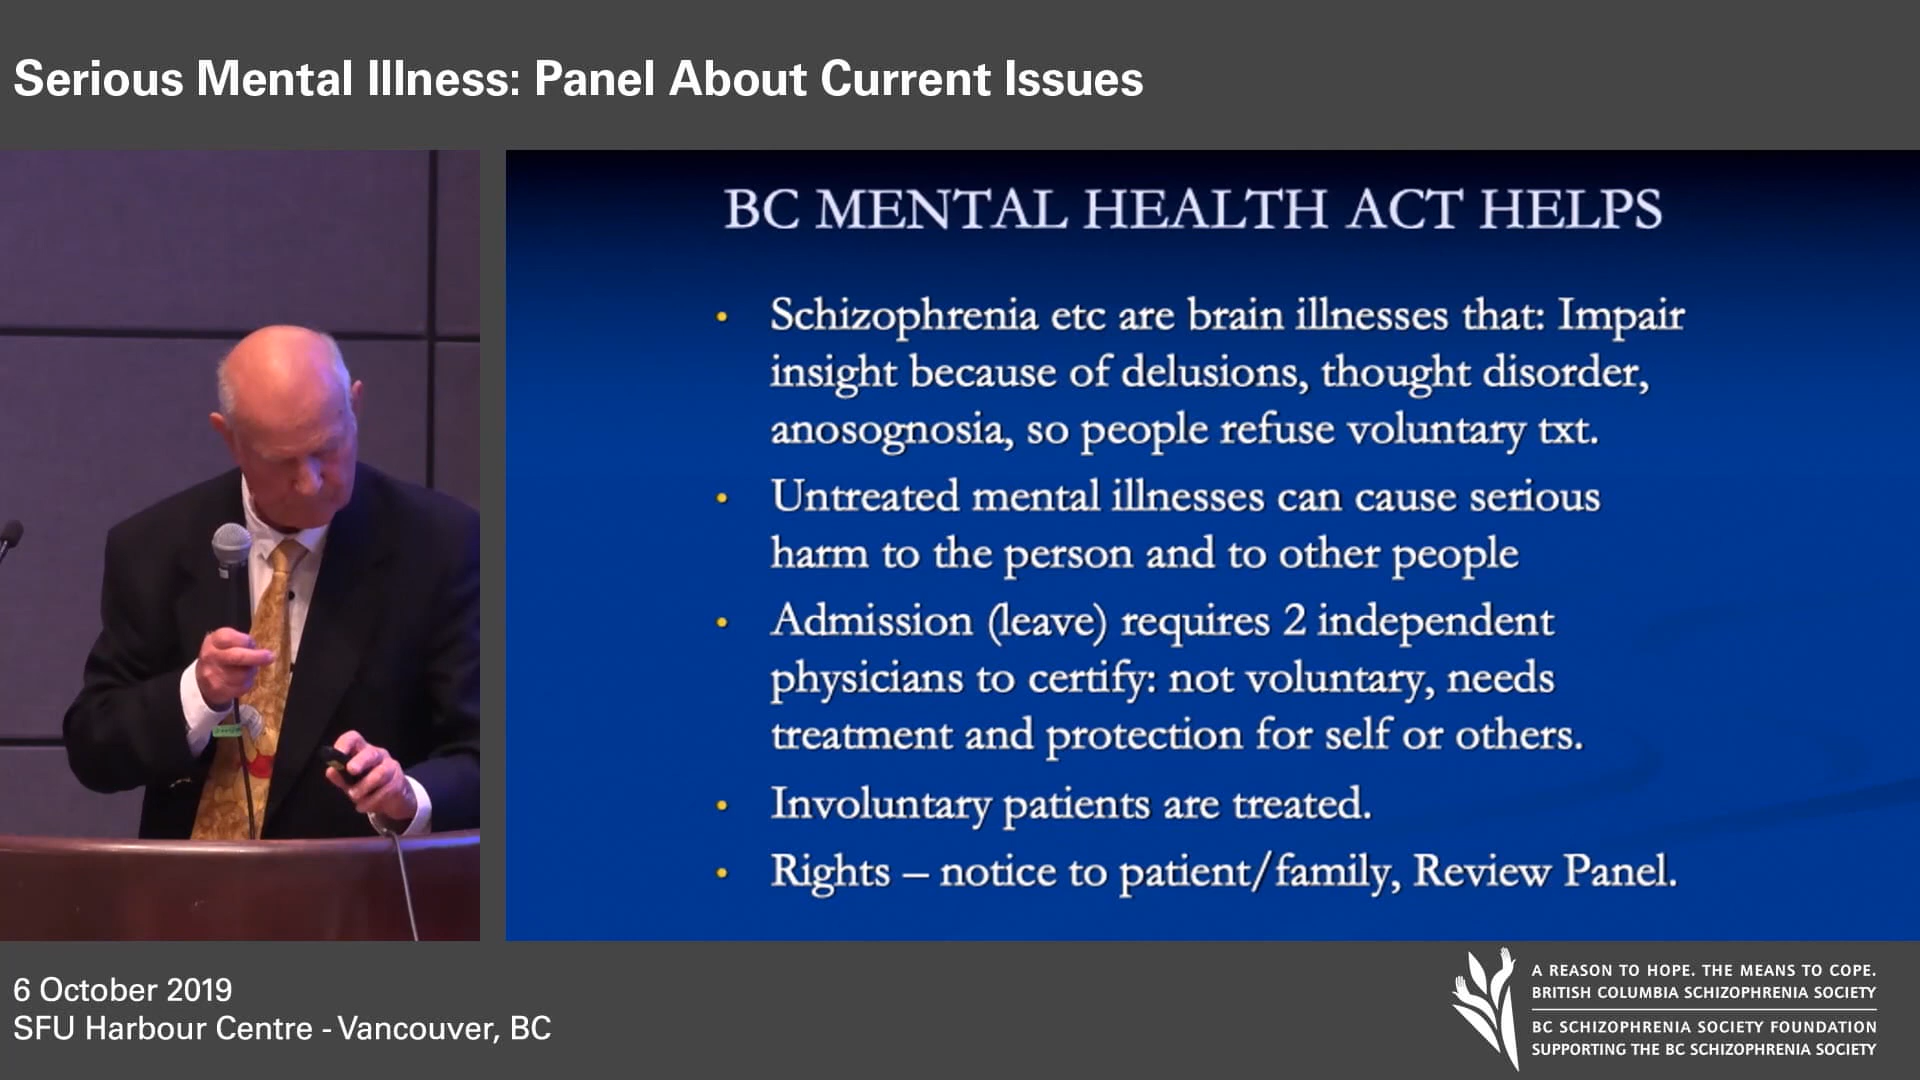 Serious Mental Illness: Panel About Current Issues
BC MENTAL HEALTH ACT HELPS
• Schizophrenia etc are brain illnesses that: Impair
insight because of delusions, thought disorder,
anosognosia, so people refuse voluntary txt.
• Untreated mental illnesses can cause serious
harm to the person and to other people
• Admission (leave) requires 2 independent
physicians to certify: not voluntary, needs
treatment and protection for self or others.
• Involuntary patients are treated.
• Rights – notice to patient/family, Review Panel.
6 October 2019
SFU Harbour Centre - Vancouver, BC
A REASON TO HOPE. THE MEANS TO COPE.
BRITISH COLUMBIA SCHIZOPHRENIA SOCIETY
BC SCHIZOPHRENIA SOCIETY FOUNDATION
SUPPORTING THE BC SCHIZOPHRENIA SOCIETY